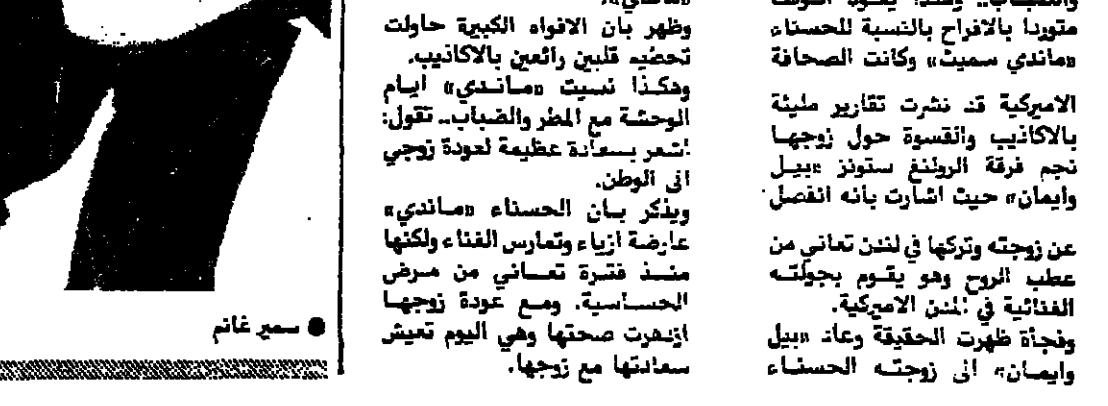 متوردا بالافراح بالنسبة للحسناء
«ماندي سميث» وكانت الصحافة
الاميركية قد نشرت تقارير مليئة
بالاكاذيب والقسوة حول زوجها
نجم فرقة الرولنغ ستونز «بيل
وايمان» حيث اشارت بانه انفصل
عن زوجته وتركها في لندن تعاني من
عطب الروح وهو يقوم بجولته
الغنائية في المدن الاميركية.
وفجأة ظهرت الحقيقة وعاد «بيل
وايمان» الى زوجته الحسناء
«ماندي».
وظهر بان الافواه الكبيرة حاولت
تحطيم قلبين رائعين بالاكاذيب.
وهكذا نسيت «ماندي» ايام
الوحشة مع المطر والضباب.. تقول:
اشعر بسعادة عظيمة لعودة زوجي
الى الوطن.
ويذكر بان الحسناء «ماندي»
عارضة ازياء وتمارس الغناء ولكنها
منذ فترة تعاني من مرض
الحساسية. ومع عودة زوجها
ازدهرت صحتها وهي اليوم تعيش
سعادتها مع زوجها.
● سمير غانم